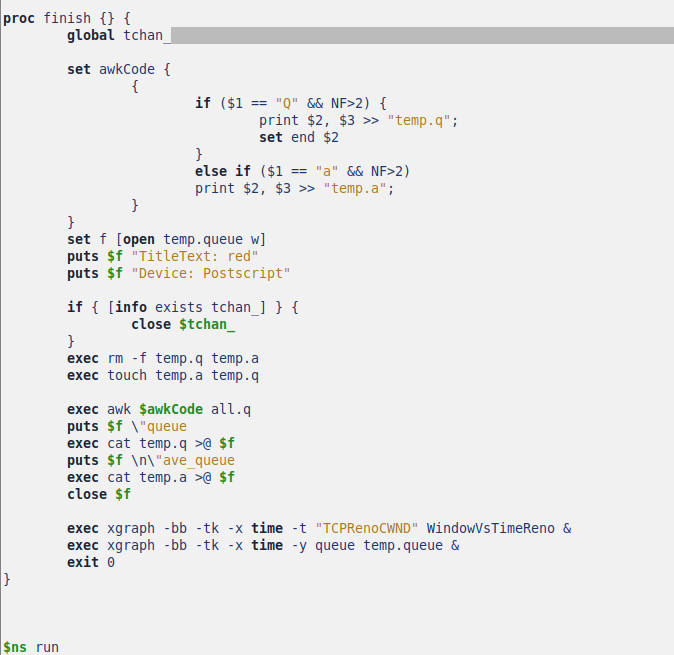 proc finish {} {
        global tchan_

        set awkCode {
                {
                        if ($1 == "Q" && NF>2) {
                                print $2, $3 >> "temp.q";
                                set end $2
                        }
                        else if ($1 == "a" && NF>2)
                        print $2, $3 >> "temp.a";
                }
        }
        set f [open temp.queue w]
        puts $f "TitleText: red"
        puts $f "Device: Postscript"

        if { [info exists tchan_] } {
                close $tchan_
        }
        exec rm -f temp.q temp.a
        exec touch temp.a temp.q

        exec awk $awkCode all.q
        puts $f \"queue
        exec cat temp.q >@ $f
        puts $f \n\"ave_queue
        exec cat temp.a >@ $f
        close $f

        exec xgraph -bb -tk -x time -t "TCPRenoCWND" WindowVsTimeReno &
        exec xgraph -bb -tk -x time -y queue temp.queue &
        exit 0
}

$ns run